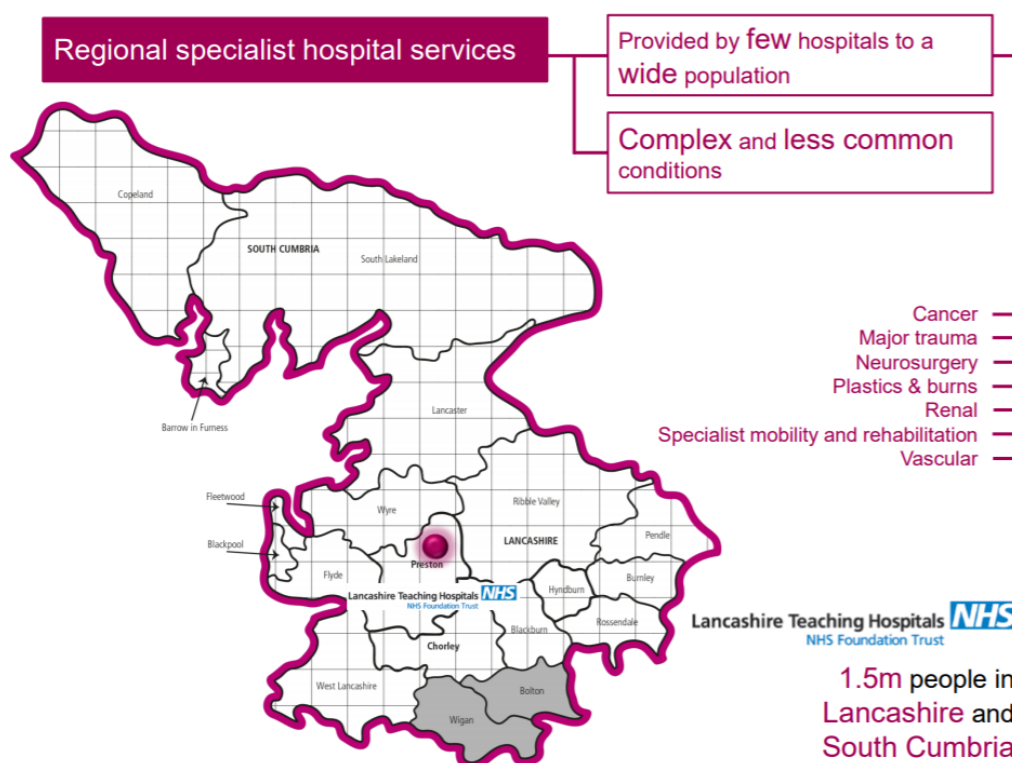 Regional specialist hospital services
Provided by few hospitals to a
wide population
Complex and less common
conditions
Copeland
SOUTH CUMBRIA
South Lakeland
Barrow in Furness
Lancaster
Cancer
Major trauma
Neurosurgery
Plastics & burns
Renal
Specialist mobility and rehabilitation
Vascular
Fleetwood
Wyre
Ribble Valley
Blackpool
LANCASHIRE
Pendle
Preston
Flyde
Burnley
Hyndburn
Lancashire Teaching Hospitals NHS
NHS Foundation Trust
Blackburn
Rossendale
Chorley
West Lancashire
Bolton
Wigan
Lancashire Teaching Hospitals NHS
NHS Foundation Trust
1.5m people in
Lancashire and
South Cumbria